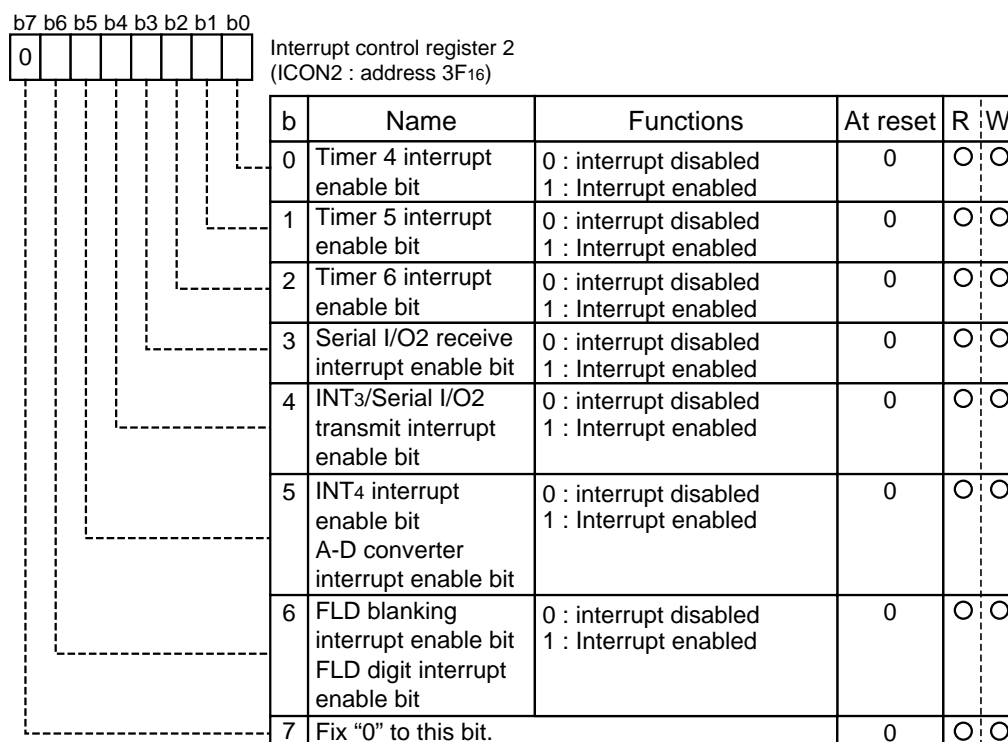 b7 b6 b5 b4 b3 b2 b1 b0
0
Interrupt control register 2
(ICON2 : address 3F16)
b Name Functions At reset R W
0 Timer 4 interrupt enable bit 0 : interrupt disabled 1 : Interrupt enabled 0 O O
1 Timer 5 interrupt enable bit 0 : interrupt disabled 1 : Interrupt enabled 0 O O
2 Timer 6 interrupt enable bit 0 : interrupt disabled 1 : Interrupt enabled 0 O O
3 Serial I/O2 receive interrupt enable bit 0 : interrupt disabled 1 : Interrupt enabled 0 O O
4 INT3/Serial I/O2 transmit interrupt enable bit 0 : interrupt disabled 1 : Interrupt enabled 0 O O
5 INT4 interrupt enable bit A-D converter interrupt enable bit 0 : interrupt disabled 1 : Interrupt enabled 0 O O
6 FLD blanking interrupt enable bit FLD digit interrupt enable bit 0 : interrupt disabled 1 : Interrupt enabled 0 O O
7 Fix “0” to this bit. 0 O O